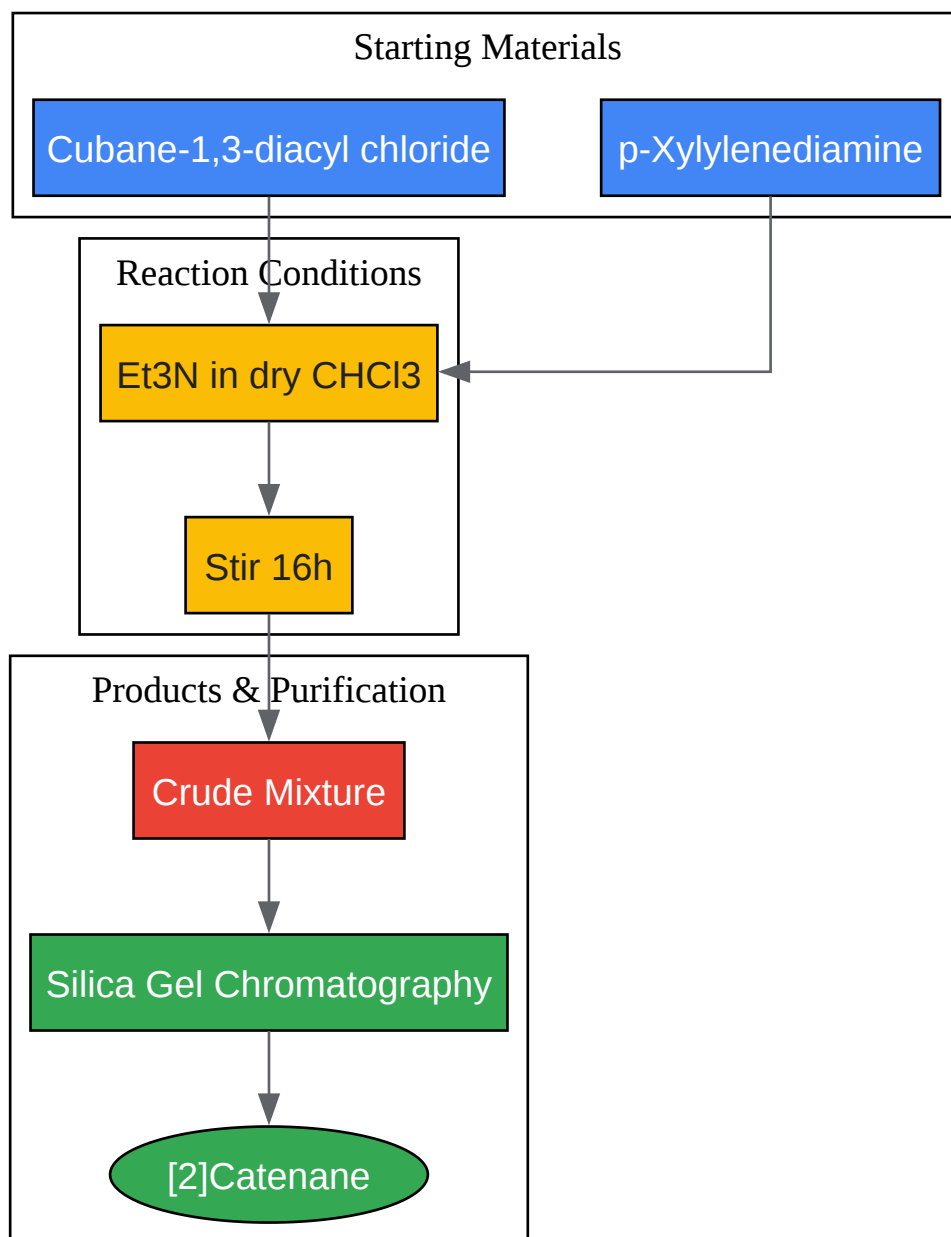 Starting Materials
Cubane-1,3-diacyl chloride
p-Xylylenediamine
Reaction Conditions
Et3N in dry CHCl3
Stir 16h
Products & Purification
Crude Mixture
Silica Gel Chromatography
[2]Catenane